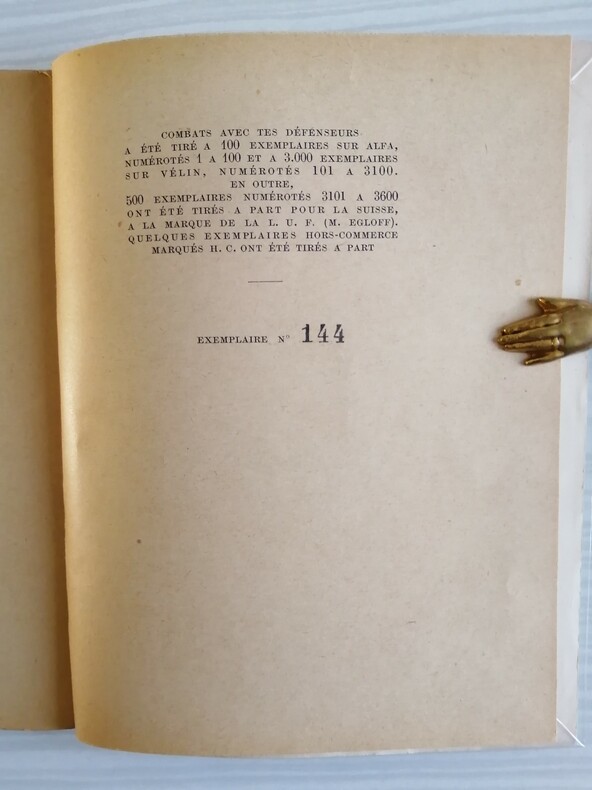 COMBATS AVEC TES DÉFENSEURS
A ÉTÉ TIRÉ A 100 EXEMPLAIRES SUR ALFA,
NUMÉROTÉS 1 A 100 ET A 3.000 EXEMPLAIRES
SUR VÉLIN, NUMÉROTÉS 101 A 3100.
EN OUTRE,
500 EXEMPLAIRES NUMÉROTÉS 3101 A 3600
ONT ÉTÉ TIRÉS A PART POUR LA SUISSE,
A LA MARQUE DE LA L. U. F. (M. EGLOFF).
QUELQUES EXEMPLAIRES HORS-COMMERCE
MARQUÉS H. C. ONT ÉTÉ TIRÉS A PART
EXEMPLAIRE N° 144